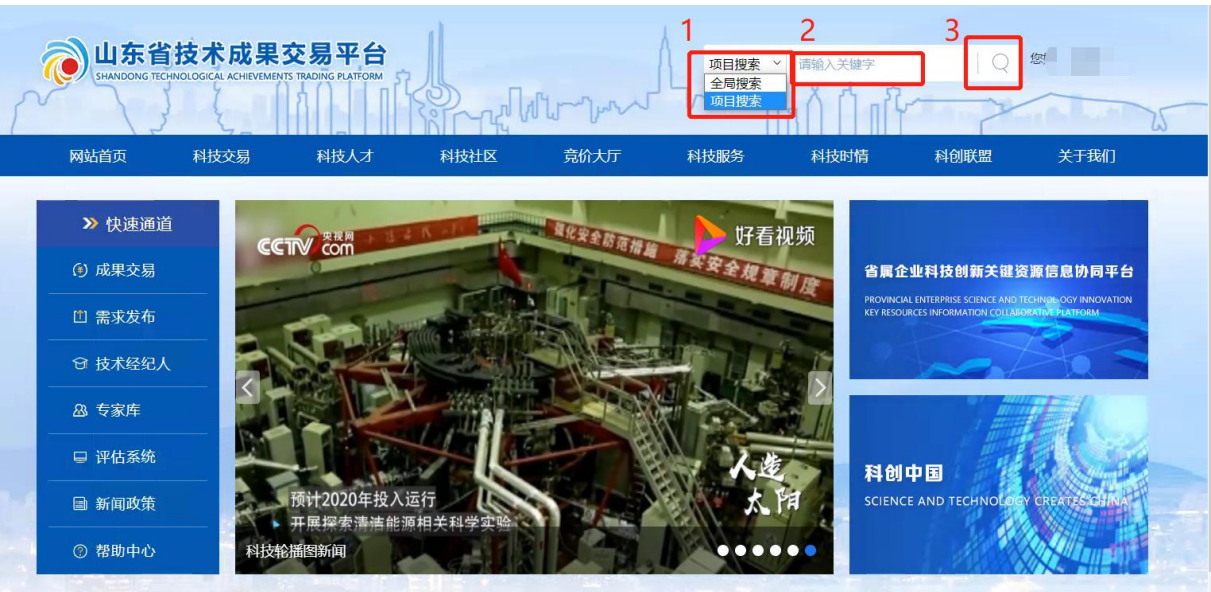 山东省技术成果交易平台
SHANDONG TECHNOLOGICAL ACHIEVEMENTS TRADING PLATFORM
1
2
3
项目搜索
请输入关键字
全局搜索
项目搜索
您
网站首页
科技交易
科技人才
科技社区
竞价大厅
科技服务
科技时情
科创联盟
关于我们
快速通道
成果交易
需求发布
技术经纪人
专家库
评估系统
新闻政策
帮助中心
CCTV 央视网
com
强化安全防范措施
落实安全规章制度
好看视频
人造
太阳
预计2020年投入运行
开展探索清洁能源相关科学实验
科技轮播图新闻
省属企业科技创新关键资源信息协同平台
PROVINCIAL ENTERPRISE SCIENCE AND TECHNOLOGY INNOVATION
KEY RESOURCES INFORMATION COLLABORATIVE PLATFORM
科创中国
SCIENCE AND TECHNOLOGY CREATES CHINA